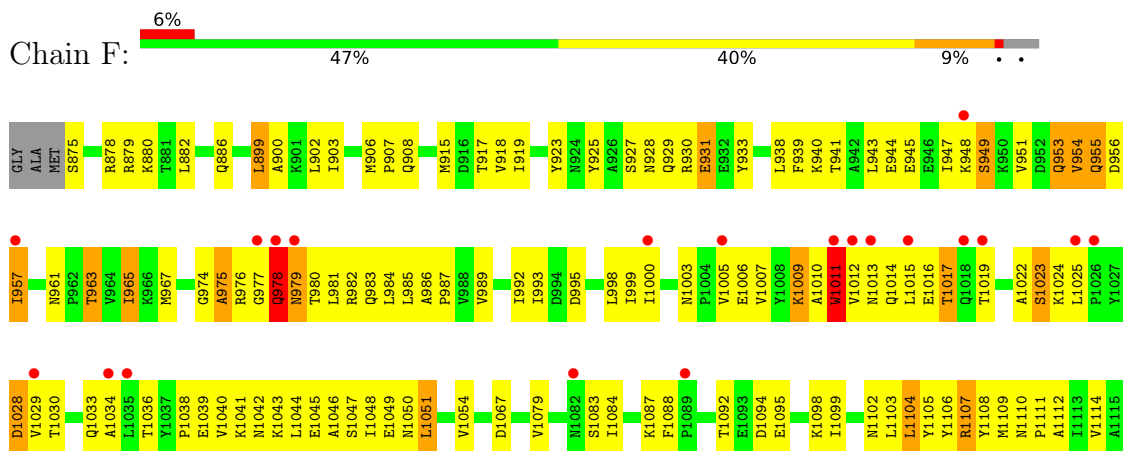 6%
Chain F:
47% 40% 9% • •
GLY ALA MET S875 R878 R879 K880 T881 L882 Q886 L899 A900 K901 L902 I903 M906 P907 Q908 M915 D916 T917 V918 I919 Y923 N924 Y925 A926 S927 N928 Q929 R930 E931 E932 Y933 L938 F939 K940 T941 A942 L943 E944 E945 E946 I947 K948 S949 K950 V951 D952 Q953 V954 Q955 D956
I957 N961 P962 T963 V964 I965 K966 M967 G974 A975 R976 G977 Q978 N979 T980 L981 R982 Q983 L984 L985 A986 P987 V988 V989 I992 I993 D994 D995 L998 I999 I1000 N1003 P1004 V1005 E1006 V1007 Y1008 K1009 A1010 W1011 V1012 N1013 Q1014 L1015 E1016 T1017 Q1018 T1019 A1022 S1023 K1024 L1025 P1026 Y1027
D1028 V1029 T1030 Q1033 A1034 L1035 T1036 Y1037 P1038 E1039 V1040 K1041 N1042 K1043 L1044 E1045 A1046 S1047 I1048 E1049 N1050 L1051 V1054 D1067 V1079 N1082 S1083 I1084 K1087 K1088 P1089 T1092 E1093 D1094 E1095 K1098 I1099 N1102 L1103 L1104 Y1105 Y1106 R1107 Y1108 M1109 N1110 P1111 A1112 I1113 V1114 A1115